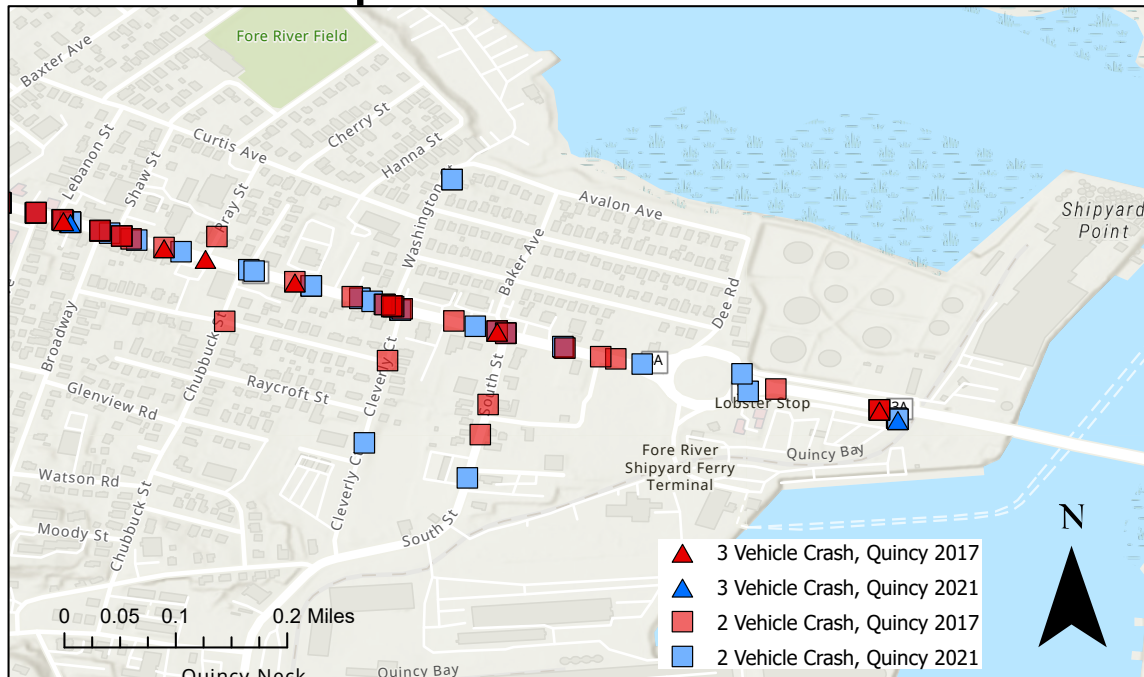 Fore River Field
Baxter Ave
Lebanon St
Shaw St
Curtis Ave
Cherry St
Hanna St
Pray St
Washington
Avalon Ave
Baker Ave
Dee Rd
Shipyard
Point
Broadway
Chubbuck St
Cleverly Ct
South St
Raycroft St
Glenview Rd
Lobster Stop
3A
Quincy Bay
Fore River
Shipyard Ferry
Terminal
Watson Rd
Moody St
Chubbuck St
Cleverly Ct
South St
N
3 Vehicle Crash, Quincy 2017
3 Vehicle Crash, Quincy 2021
2 Vehicle Crash, Quincy 2017
2 Vehicle Crash, Quincy 2021
0 0.05 0.1 0.2 Miles
Quincy Neck
Quincy Bay